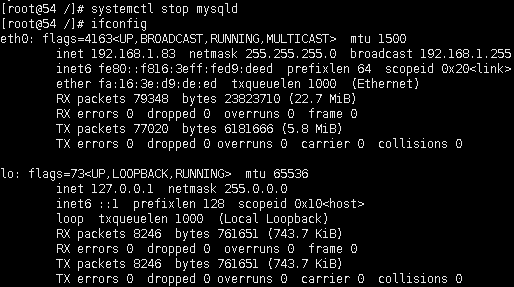 [root@54 /]# systemctl stop mysqld
[root@54 /]# ifconfig
eth0: flags=4163<UP,BROADCAST,RUNNING,MULTICAST>  mtu 1500
        inet 192.168.1.83  netmask 255.255.255.0  broadcast 192.168.1.255
        inet6 fe80::f816:3eff:fed9:deed  prefixlen 64  scopeid 0x20<link>
        ether fa:16:3e:d9:de:ed  txqueuelen 1000  (Ethernet)
        RX packets 79348  bytes 23823710 (22.7 MiB)
        RX errors 0  dropped 0  overruns 0  frame 0
        TX packets 77020  bytes 6181666 (5.8 MiB)
        TX errors 0  dropped 0 overruns 0  carrier 0  collisions 0

lo: flags=73<UP,LOOPBACK,RUNNING>  mtu 65536
        inet 127.0.0.1  netmask 255.0.0.0
        inet6 ::1  prefixlen 128  scopeid 0x10<host>
        loop  txqueuelen 1000  (Local Loopback)
        RX packets 8246  bytes 761651 (743.7 KiB)
        RX errors 0  dropped 0  overruns 0  frame 0
        TX packets 8246  bytes 761651 (743.7 KiB)
        TX errors 0  dropped 0 overruns 0  carrier 0  collisions 0